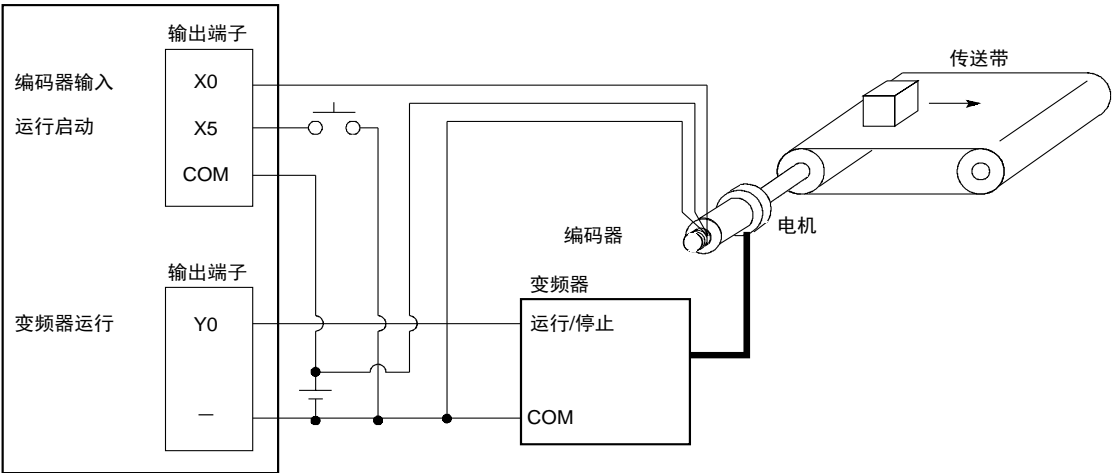 输出端子
编码器输入
X0
运行启动
X5
COM
传送带
编码器
电机
输出端子
变频器
变频器运行
Y0
运行/停止
—
COM